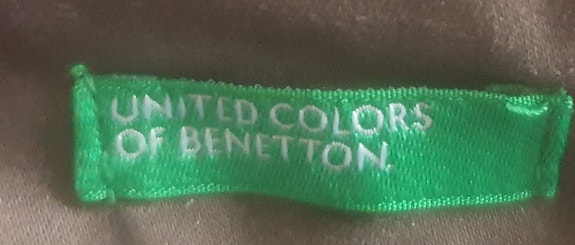 UNITED COLORS
OF BENETTON.